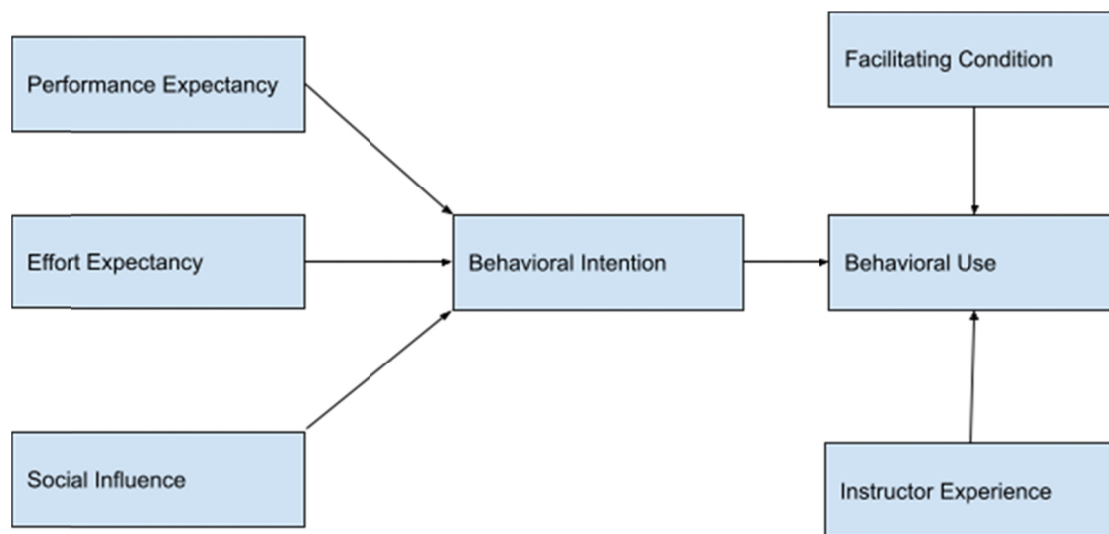 Performance Expectancy
Facilitating Condition
Effort Expectancy
Behavioral Intention
Behavioral Use
Social Influence
Instructor Experience